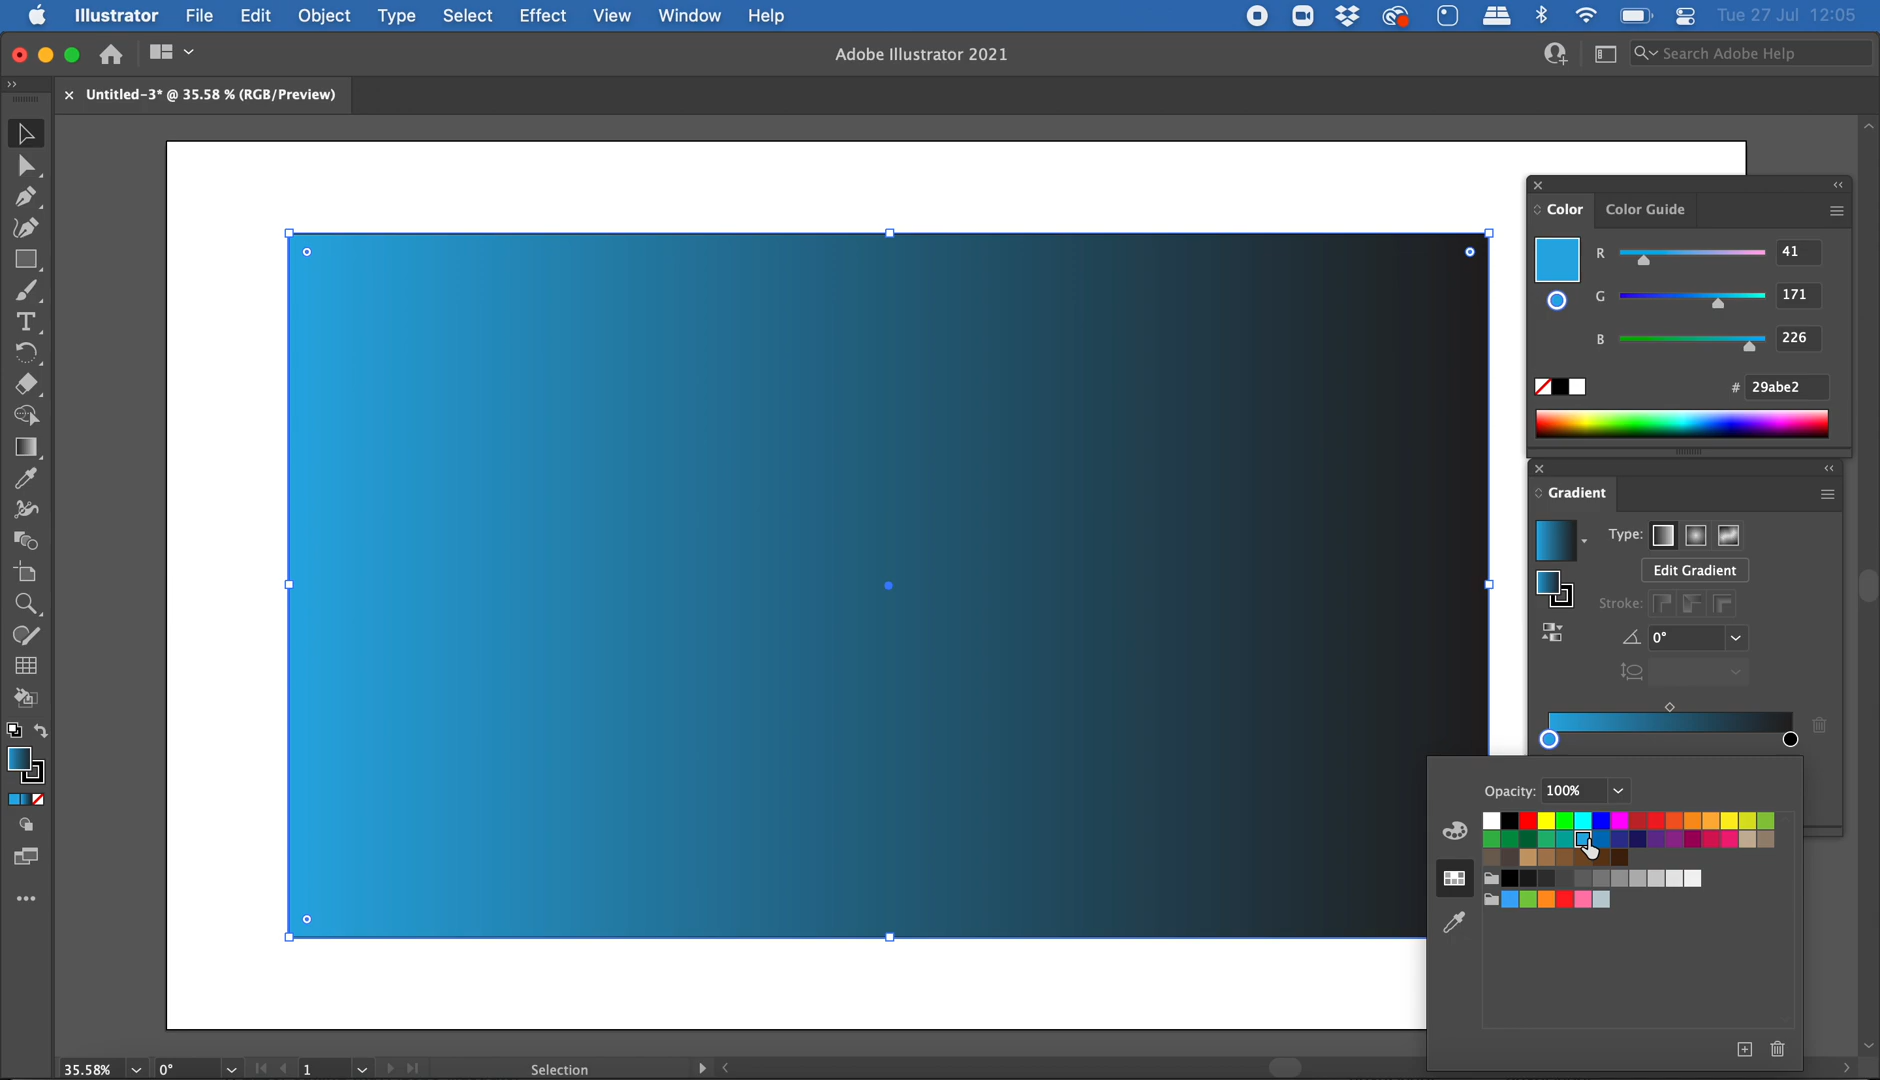 Illustrator File Edit Object Type Select Effect View Window Help Tue 27 Jul 12:05
Adobe Illustrator 2021
Search Adobe Help
Untitled-3* @ 35.58 % (RGB/Preview)
Color Color Guide
R 41
G 171
B 226
# 29abe2
Gradient
Type:
Edit Gradient
Stroke:
0°
Opacity: 100%
35.58% 0° 1 Selection